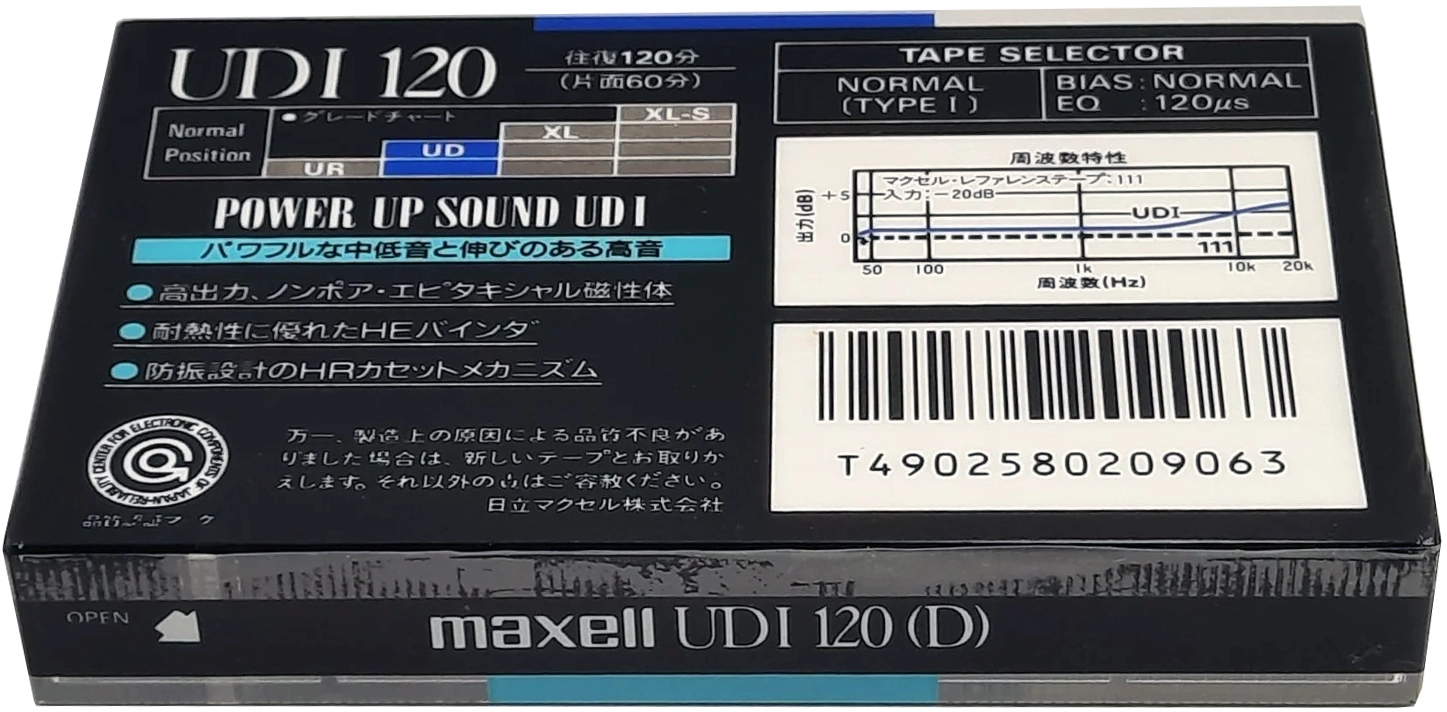 UDI 120
往復120分
(片面60分)
Normal
Position
●グレードチャート
UR
UD
XL
XL-S
POWER UP SOUND UDI
パワフルな中低音と伸びのある高音
●高出力、ノンポア・エピタキシャル磁性体
●耐熱性に優れたHEバインダ
●防振設計のHRカセットメカニズム
RELIABILITY CENTER FOR ELECTRONIC COMPONENTS OF JAPAN
万一、製造上の原因による品質不良があ
りました場合は、新しいテープとお取りか
えします。それ以外の はご容赦ください。
日立マクセル株式会社
TAPE SELECTOR
NORMAL
(TYPE I)
BIAS:NORMAL
EQ :120μs
周波数特性
マクセル・レファレンステープ:111
入力:-20dB
出力(dB)
+5
0
UDI
111
50 100 1k 10k 20k
周波数(Hz)
T4902580209063
OPEN
maxell UDI 120 (D)